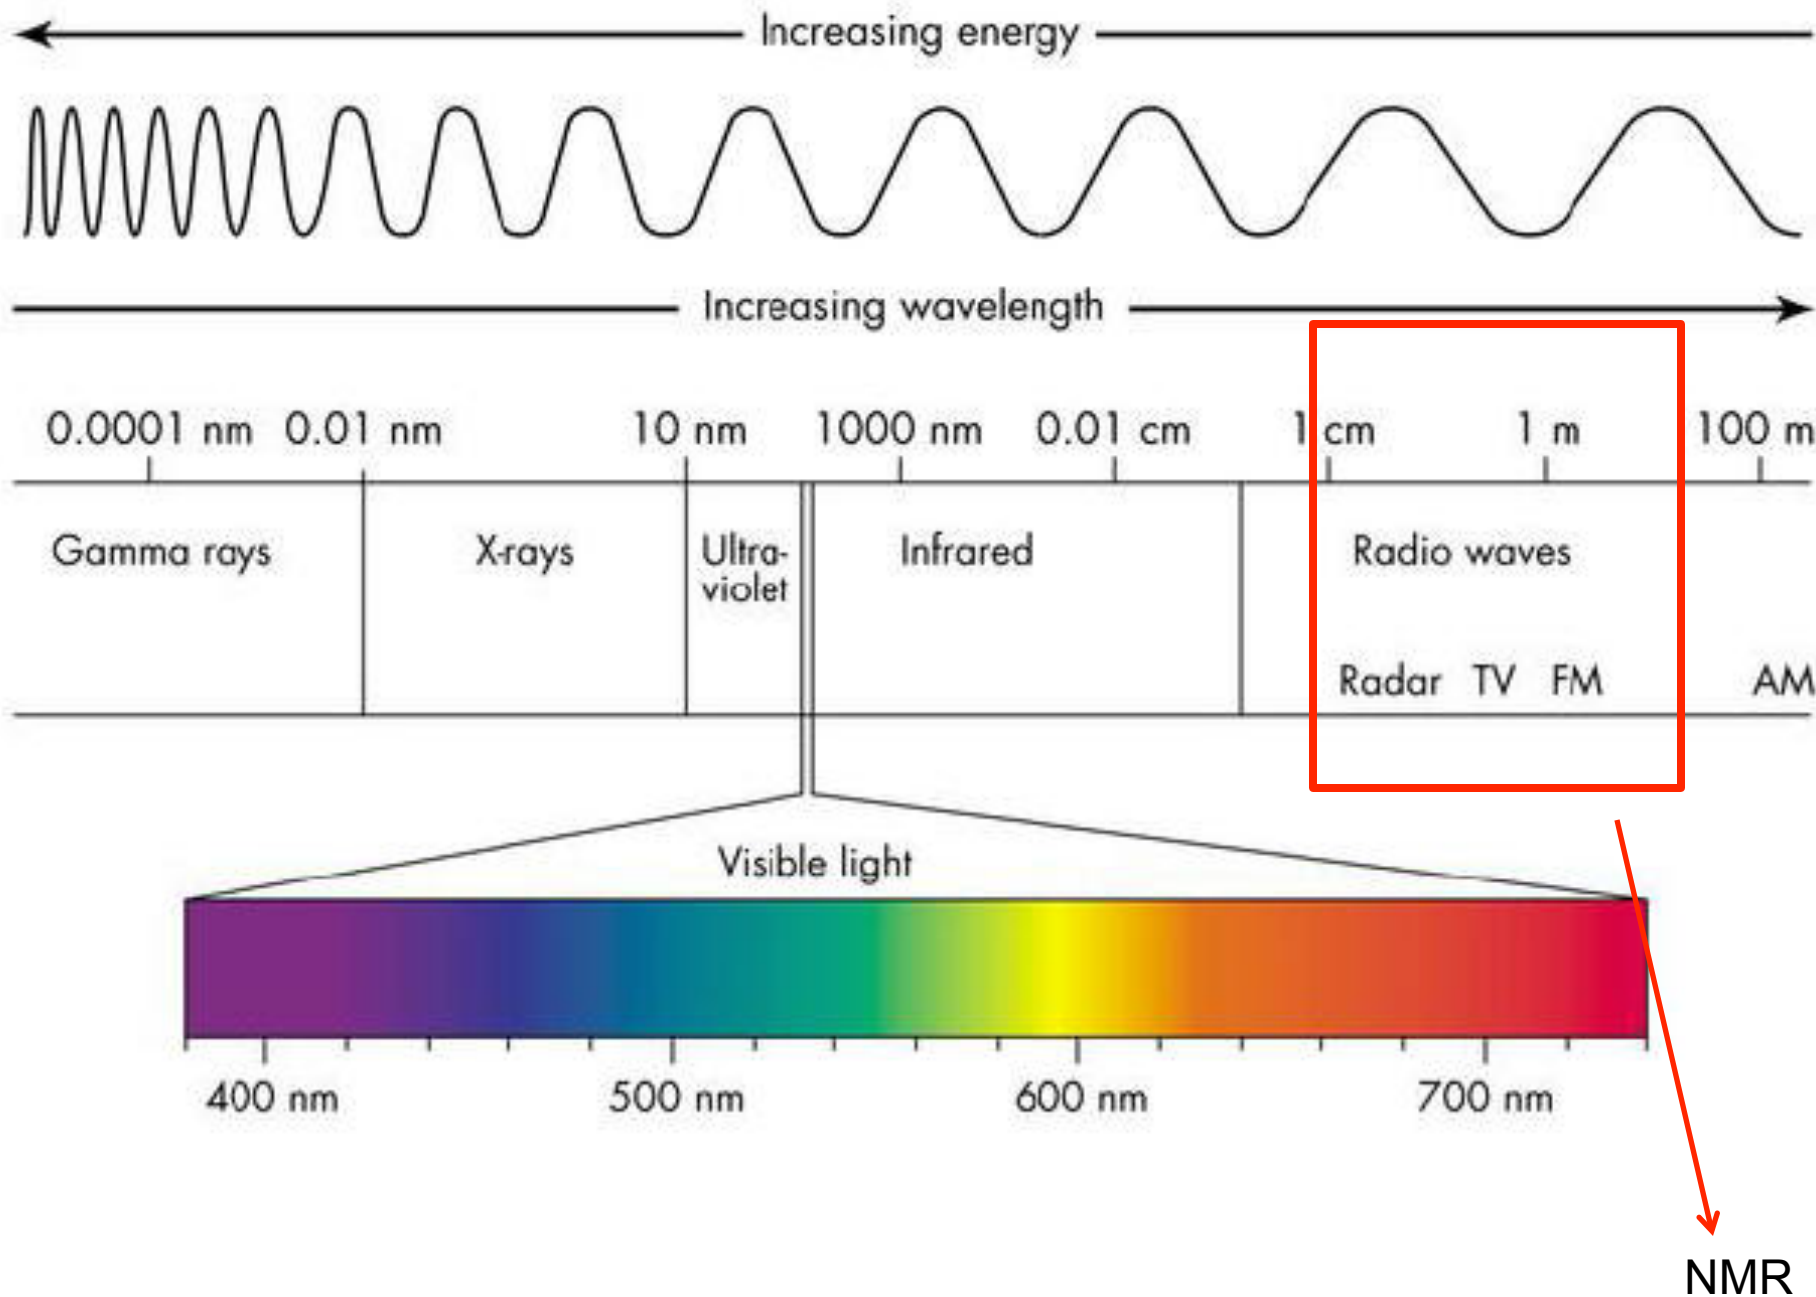 Increasing energy
Increasing wavelength
0.0001 nm 0.01 nm 10 nm 1000 nm 0.01 cm 1 cm 1 m 100 m
Gamma rays X-rays Ultra- Infrared Radio waves
violet
Radar TV FM AM
Visible light
400 nm 500 nm 600 nm 700 nm
NMR